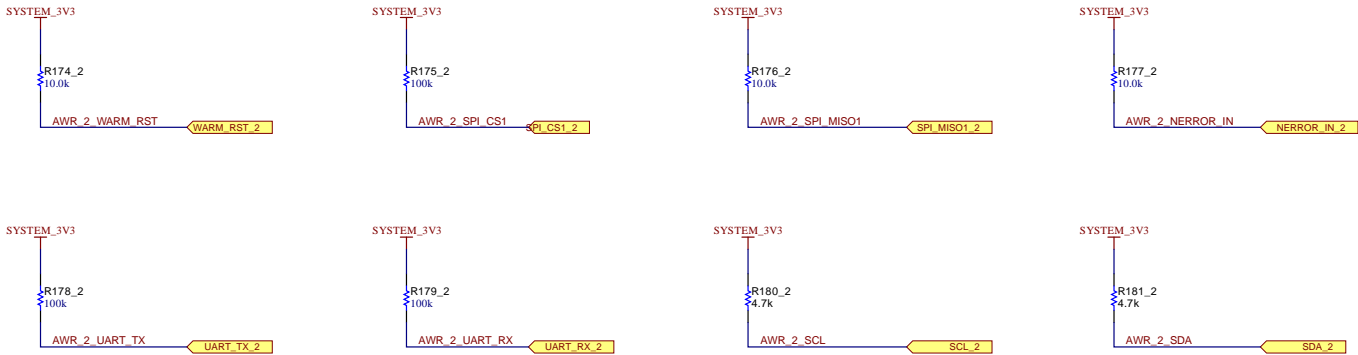 SYSTEM_3V3
R174_2
10.0k
AWR_2_WARM_RST
WARM_RST_2
SYSTEM_3V3
R175_2
100k
AWR_2_SPI_CS1
SPI_CS1_2
SYSTEM_3V3
R176_2
10.0k
AWR_2_SPI_MISO1
SPI_MISO1_2
SYSTEM_3V3
R177_2
10.0k
AWR_2_NERROR_IN
NERROR_IN_2
SYSTEM_3V3
R178_2
100k
AWR_2_UART_TX
UART_TX_2
SYSTEM_3V3
R179_2
100k
AWR_2_UART_RX
UART_RX_2
SYSTEM_3V3
R180_2
4.7k
AWR_2_SCL
SCL_2
SYSTEM_3V3
R181_2
4.7k
AWR_2_SDA
SDA_2